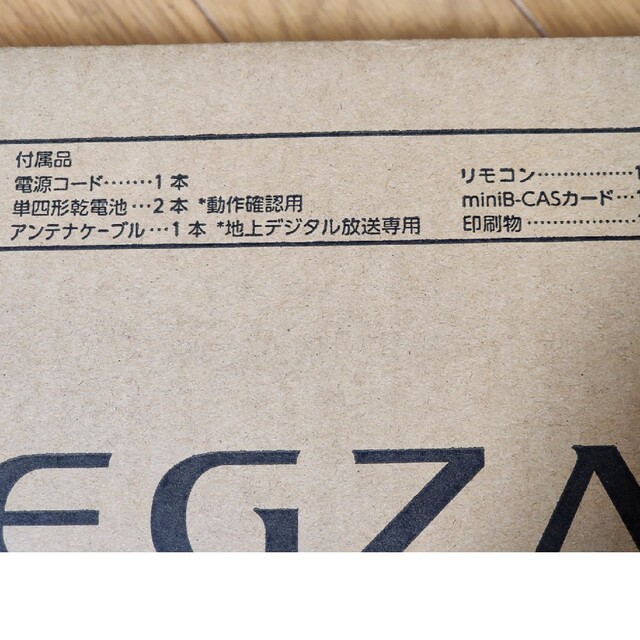 付属品
電源コード・・・・・・・1本
単四形乾電池・・・2本 *動作確認用
アンテナケーブル・・・1本 *地上デジタル放送専用
リモコン・・・・・・・・・・・・・・・・1
miniB-CASカード・・・1
印刷物・・・・・・・・・・・・・・・・・・
EGZA